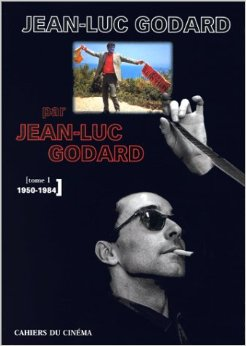 JEAN-LUC GODARD
par
JEAN-LUC
GODARD
[tome 1
1950-1984]
CAHIERS DU CINÉMA